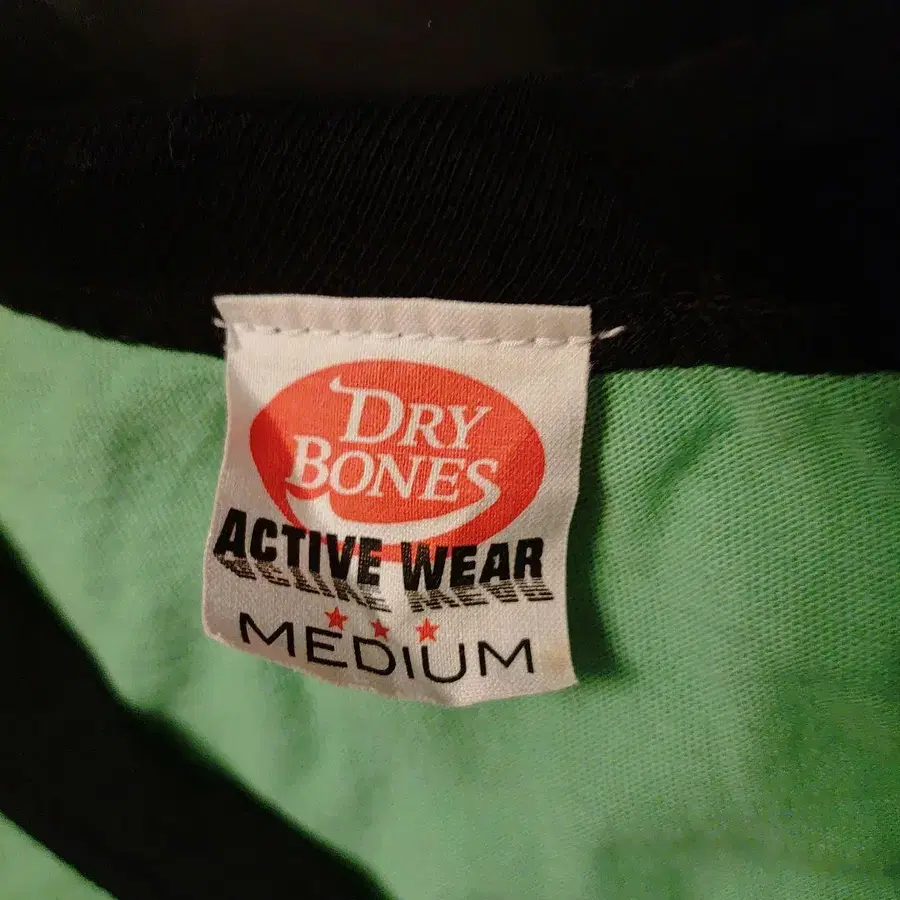 DRY
BONES
ACTIVE WEAR
MEDIUM